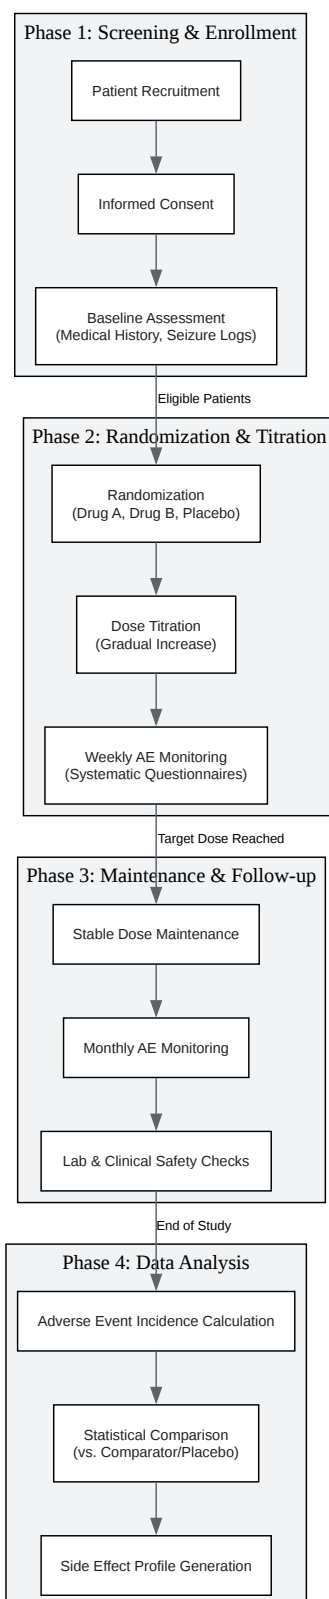 Phase 1: Screening & Enrollment
Patient Recruitment
Informed Consent
Baseline Assessment
(Medical History, Seizure Logs)
Eligible Patients
Phase 2: Randomization & Titration
Randomization
(Drug A, Drug B, Placebo)
Dose Titration
(Gradual Increase)
Weekly AE Monitoring
(Systematic Questionnaires)
Target Dose Reached
Phase 3: Maintenance & Follow-up
Stable Dose Maintenance
Monthly AE Monitoring
Lab & Clinical Safety Checks
End of Study
Phase 4: Data Analysis
Adverse Event Incidence Calculation
Statistical Comparison
(vs. Comparator/Placebo)
Side Effect Profile Generation